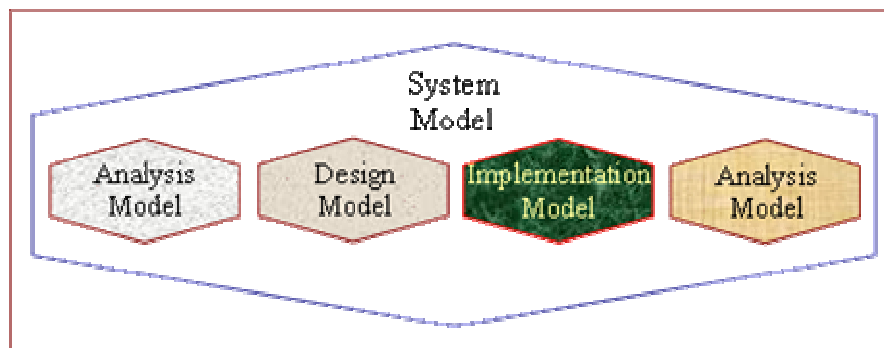 System
Model
Analysis
Model
Design
Model
Implementation
Model
Analysis
Model